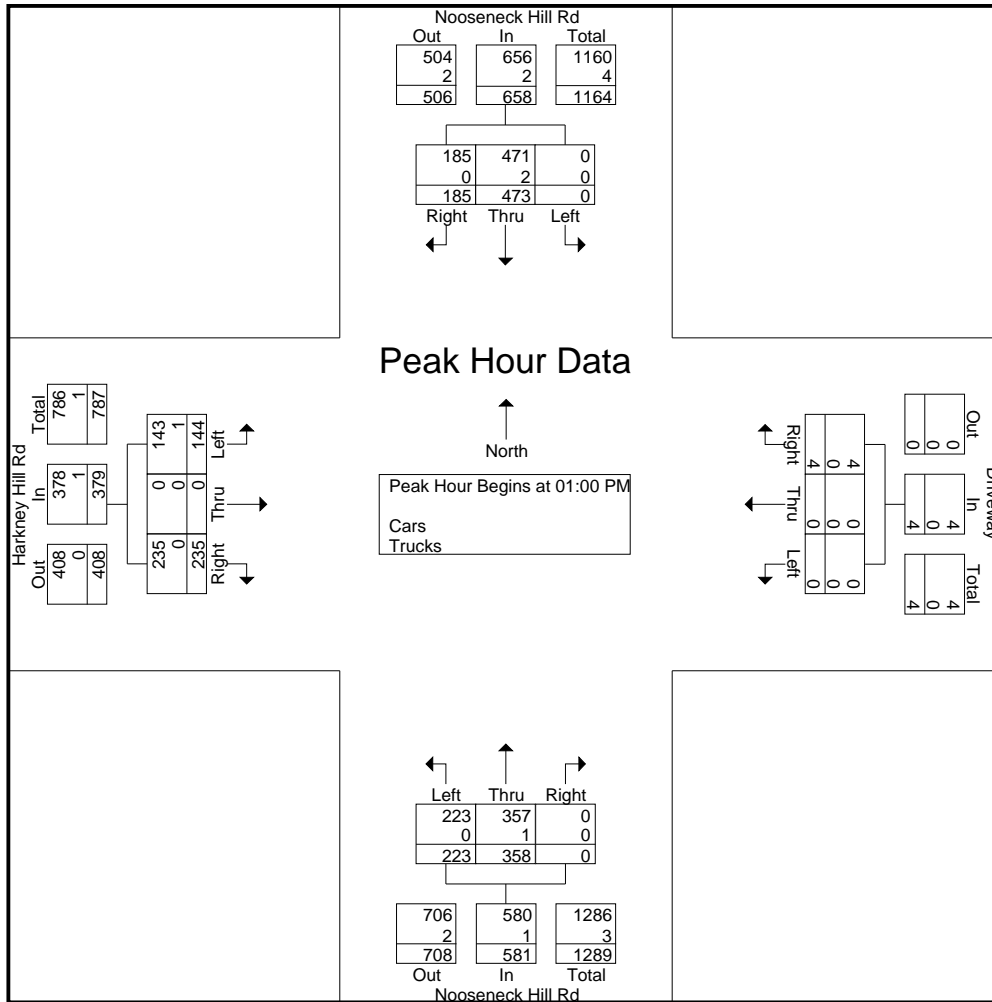 Nooseneck Hill Rd
Out In Total
504 656 1160
2 2 4
506 658 1164
185 471 0
0 2 0
185 473 0
Right Thru Left
Peak Hour Data
North
Peak Hour Begins at 01:00 PM
Cars
Trucks
Harkney Hill Rd
Out In Total
408 378 786
0 1 1
408 379 787
Right Thru Left
235 0 143
0 0 1
235 0 144
Driveway
Out In Total
0 4 4
0 0 0
0 4 4
Right Thru Left
4 0 0
0 0 0
4 0 0
Left Thru Right
223 357 0
0 1 0
223 358 0
706 580 1286
2 1 3
708 581 1289
Out In Total
Nooseneck Hill Rd